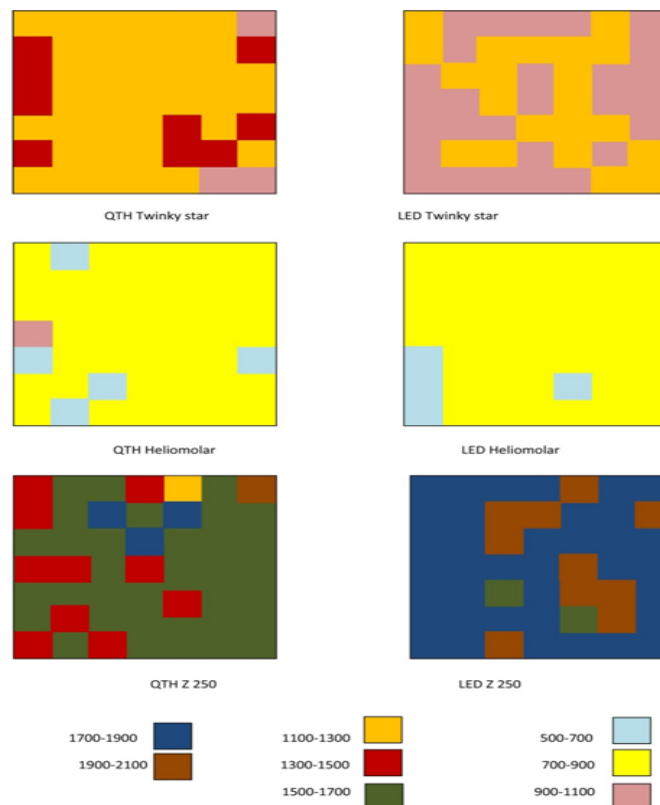 QTH Twinky star
LED Twinky star
QTH Heliomolar
LED Heliomolar
QTH Z 250
LED Z 250
1700-1900
1100-1300
500-700
1900-2100
1300-1500
700-900
1500-1700
900-1100